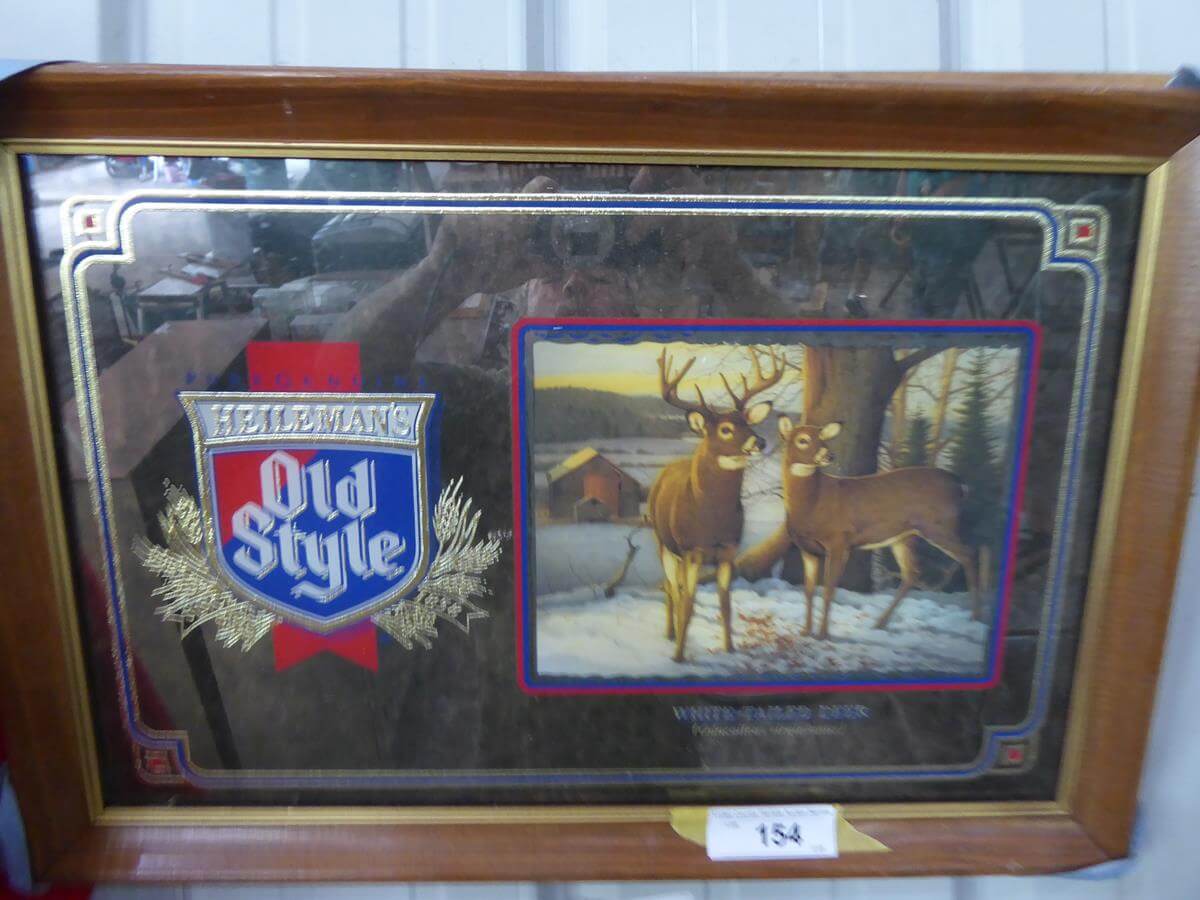 HEILEMAN'S
Old
Style
WHITE-TAILED DEER
154